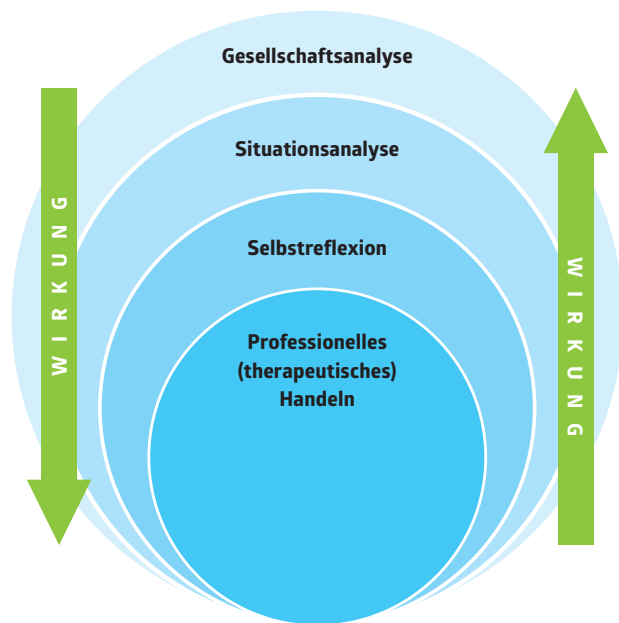 Gesellschaftsanalyse
Situationsanalyse
Selbstreflexion
Professionelles
(therapeutisches)
Handeln
WIRKUNG
WIRKUNG